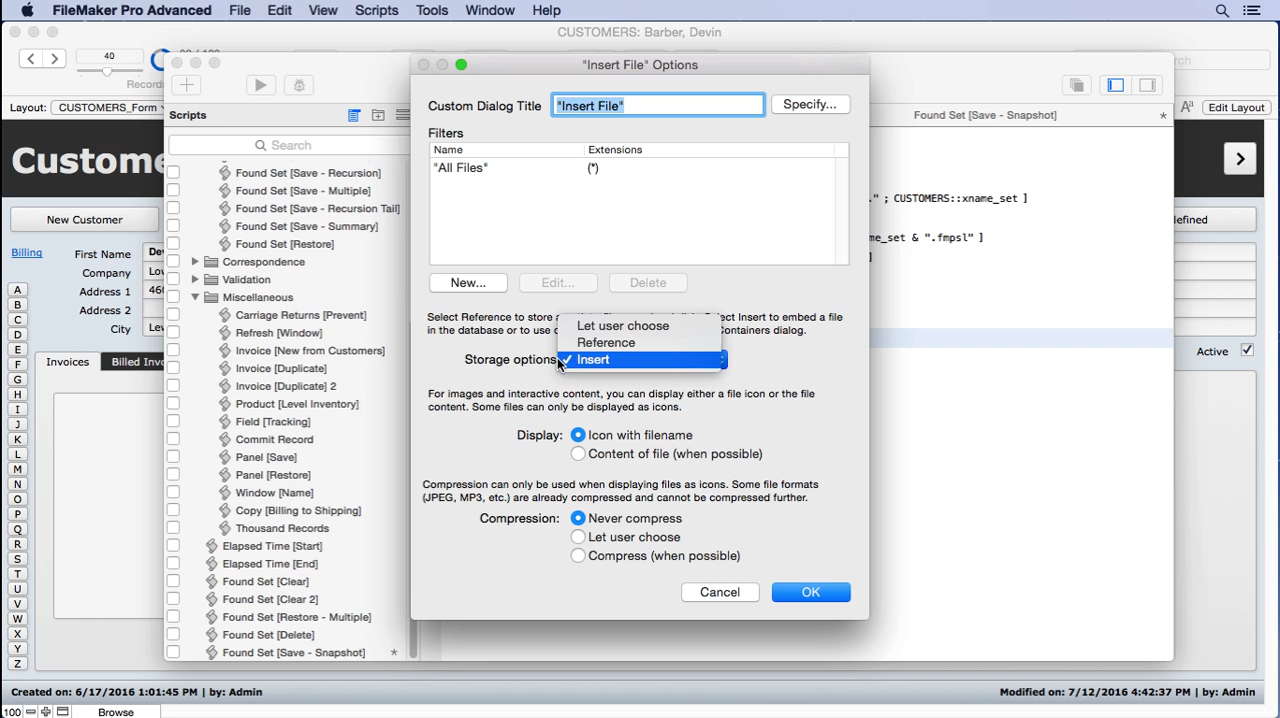 FileMaker Pro Advanced File Edit View Scripts Tools Window Help
CUSTOMERS: Barber, Devin
"Insert File" Options
40
Custom Dialog Title "Insert File" Specify...
Layout: CUSTOMERS_Form
Scripts
Found Set [Save - Snapshot] *
Edit Layout
Filters
Search
Name Extensions
"All Files" (*)
Customer
Found Set [Save - Recursion]
Found Set [Save - Multiple]
Found Set [Save - Recursion Tail]
Found Set [Save - Summary]
Found Set [Restore]
." ; CUSTOMERS::xname_set ]
me_set & ".fmpsl" ]
]
New Customer
efined
Billing
First Name
Company
Address 1
Address 2
City
Correspondence
Validation
Miscellaneous
New... Edit... Delete
Carriage Returns [Prevent]
Refresh [Window]
Invoice [New from Customers]
Invoice [Duplicate]
Invoice [Duplicate] 2
Product [Level Inventory]
Field [Tracking]
Commit Record
Panel [Save]
Panel [Restore]
Window [Name]
Copy [Billing to Shipping]
Thousand Records
Elapsed Time [Start]
Elapsed Time [End]
Found Set [Clear]
Found Set [Clear 2]
Found Set [Restore - Multiple]
Found Set [Delete]
Found Set [Save - Snapshot] *
A
B
C
D
E
F
G
H
I
J
K
L
M
N
O
P
Q
R
S
T
U
V
W
X
Y
Z
Invoices Billed Inv
file and embed a file
in the database or to use Containers dialog.
Let user choose
Reference
Insert
Storage options
Active
For images and interactive content, you can display either a file icon or the file
content. Some files can only be displayed as icons.
Display: Icon with filename
Content of file (when possible)
Compression can only be used when displaying files as icons. Some file formats
(JPEG, MP3, etc.) are already compressed and cannot be compressed further.
Compression: Never compress
Let user choose
Compress (when possible)
Cancel OK
Created on: 6/17/2016 1:01:45 PM | by: Admin
Modified on: 7/12/2016 4:42:37 PM | by: Admin
100 Browse